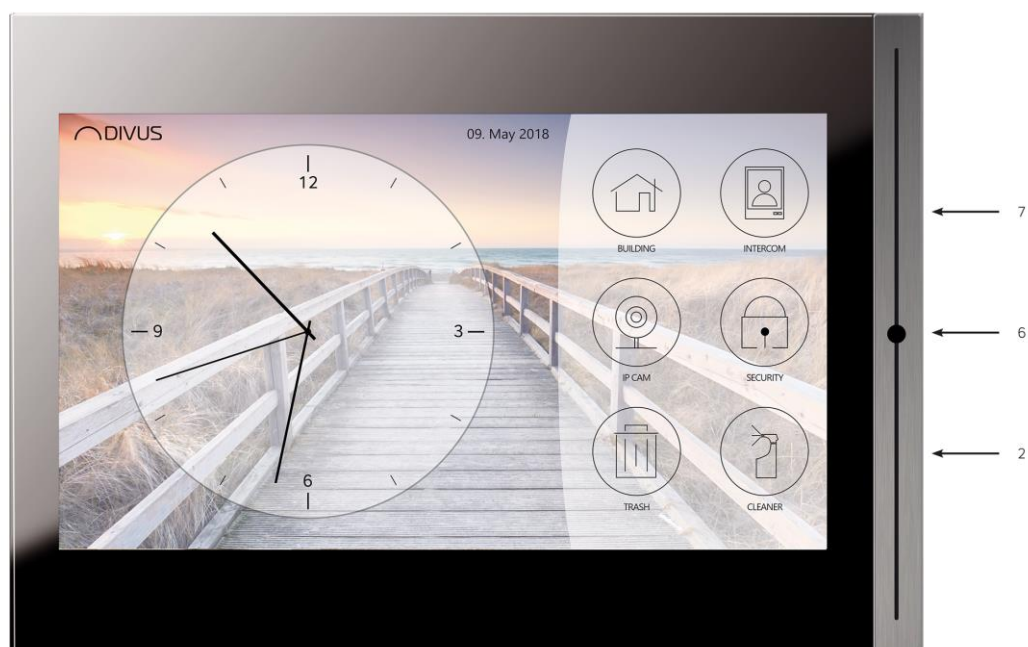 DIVUS
09. May 2018
12
9
3
6
BUILDING
INTERCOM
IP CAM
SECURITY
TRASH
CLEANER
7
6
2